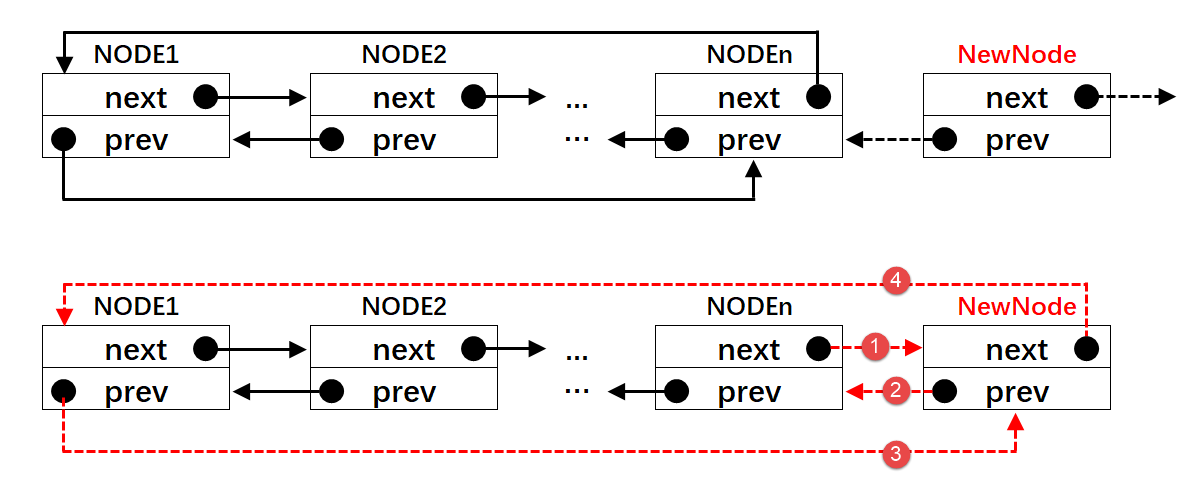 NODE1 NODE2 NODEn NewNode
next next ... next next
prev prev ... prev prev
4
NODE1 NODE2 NODEn NewNode
next next ... next 1 next
prev prev ... prev 2 prev
3